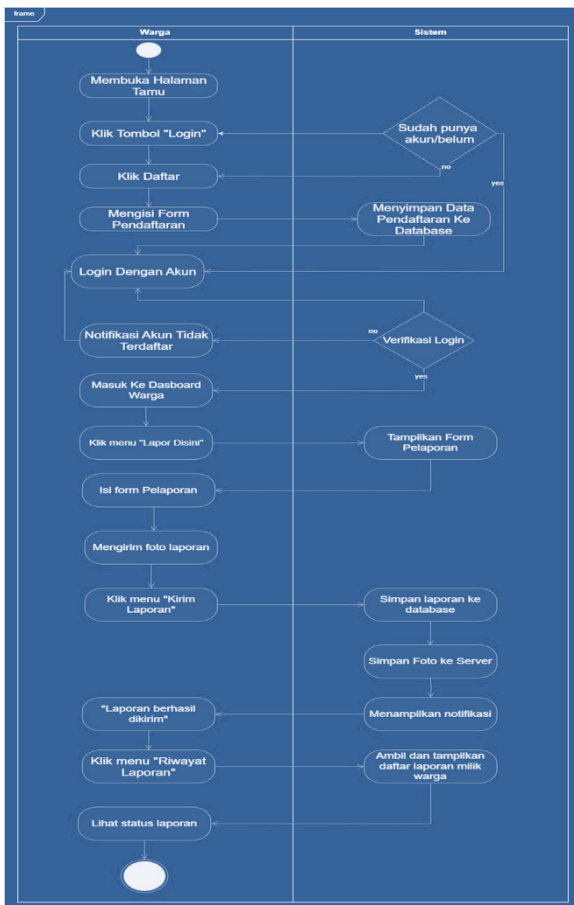 frame
Warga
Sistem
Membuka Halaman
Tamu
Klik Tombol "Login"
Sudah punya
akun/belum
no
yes
Klik Daftar
Mengisi Form
Pendaftaran
Menyimpan Data
Pendaftaran Ke
Database
Login Dengan Akun
Notifikasi Akun Tidak
Terdaftar
no
Verifikasi Login
yes
Masuk Ke Dasboard
Warga
Klik menu "Lapor Disini"
Tampilkan Form
Pelaporan
Isi form Pelaporan
Mengirim foto laporan
Klik menu "Kirim
Laporan"
Simpan laporan ke
database
Simpan Foto ke Server
"Laporan berhasil
dikirim"
Menampilkan notifikasi
Klik menu "Riwayat
Laporan"
Ambil dan tampilkan
daftar laporan milik
warga
Lihat status laporan